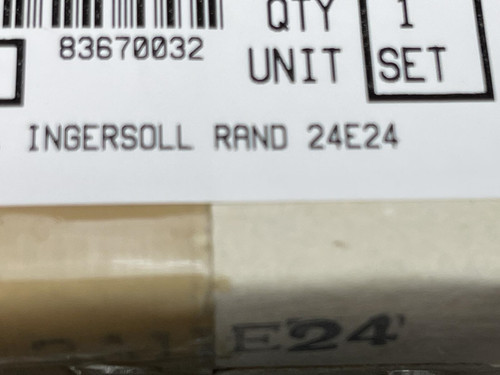 QTY 1
83670032
UNIT SET
INGERSOLL RAND 24E24
E24